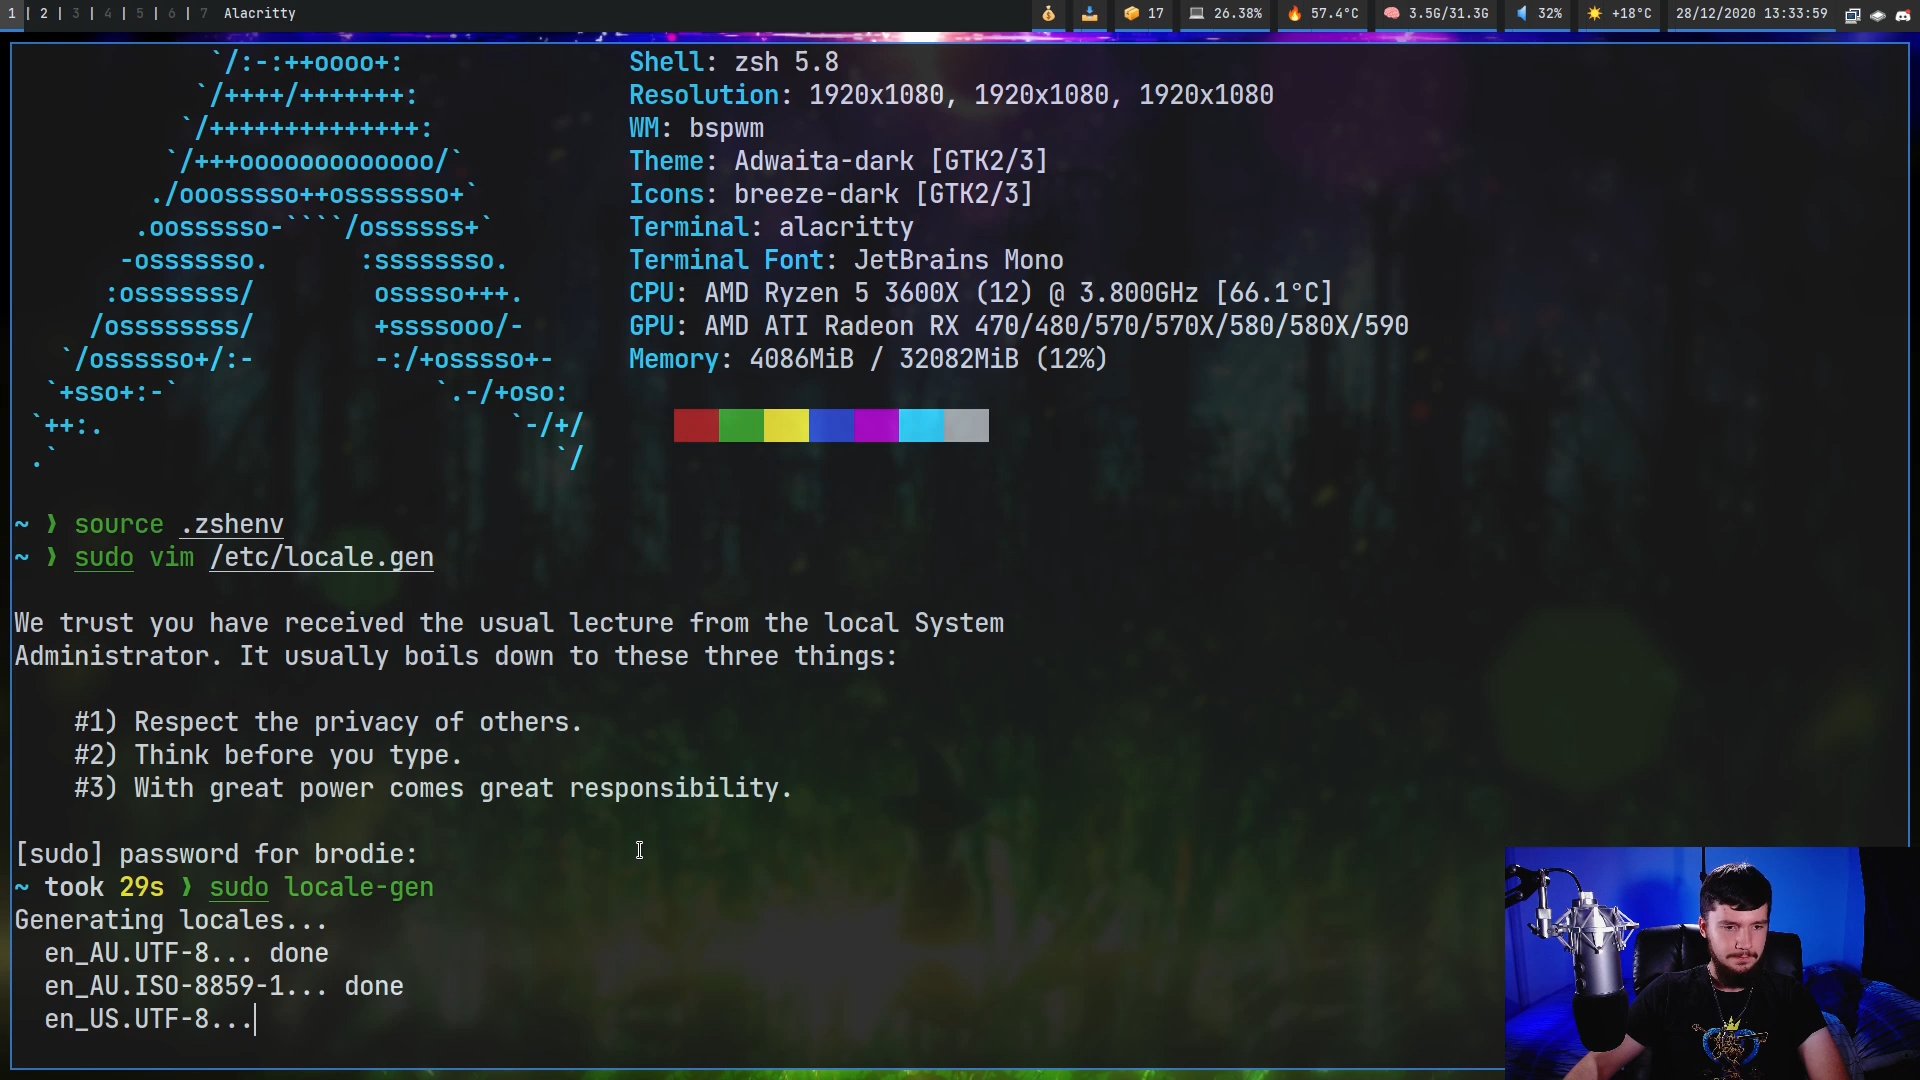 1 | 2 | 3 | 4 | 5 | 6 | 7 Alacritty 17 26.38% 57.4°C 3.5G/31.3G 32% +18°C 28/12/2020 13:33:59
`/:-:++oooo+: Shell: zsh 5.8
`/++++/+++++++: Resolution: 1920x1080, 1920x1080, 1920x1080
`/++++++++++++++: WM: bspwm
`/+++ooooooooooooo/` Theme: Adwaita-dark [GTK2/3]
./ooosssso++osssssso+` Icons: breeze-dark [GTK2/3]
.oossssso-````/ossssss+` Terminal: alacritty
-osssssso. :ssssssso. Terminal Font: JetBrains Mono
:osssssss/ osssso+++. CPU: AMD Ryzen 5 3600X (12) @ 3.800GHz [66.1°C]
/ossssssss/ +ssssooo/- GPU: AMD ATI Radeon RX 470/480/570/570X/580/580X/590
`/ossssso+/:- -:/+osssso+- Memory: 4086MiB / 32082MiB (12%)
`+sso+:-` `.-/+oso:
`++:. `-/+/
.` `/
~ ❯ source .zshenv
~ ❯ sudo vim /etc/locale.gen
We trust you have received the usual lecture from the local System
Administrator. It usually boils down to these three things:
#1) Respect the privacy of others.
#2) Think before you type.
#3) With great power comes great responsibility.
[sudo] password for brodie:
~ took 29s ❯ sudo locale-gen
Generating locales...
en_AU.UTF-8... done
en_AU.ISO-8859-1... done
en_US.UTF-8...